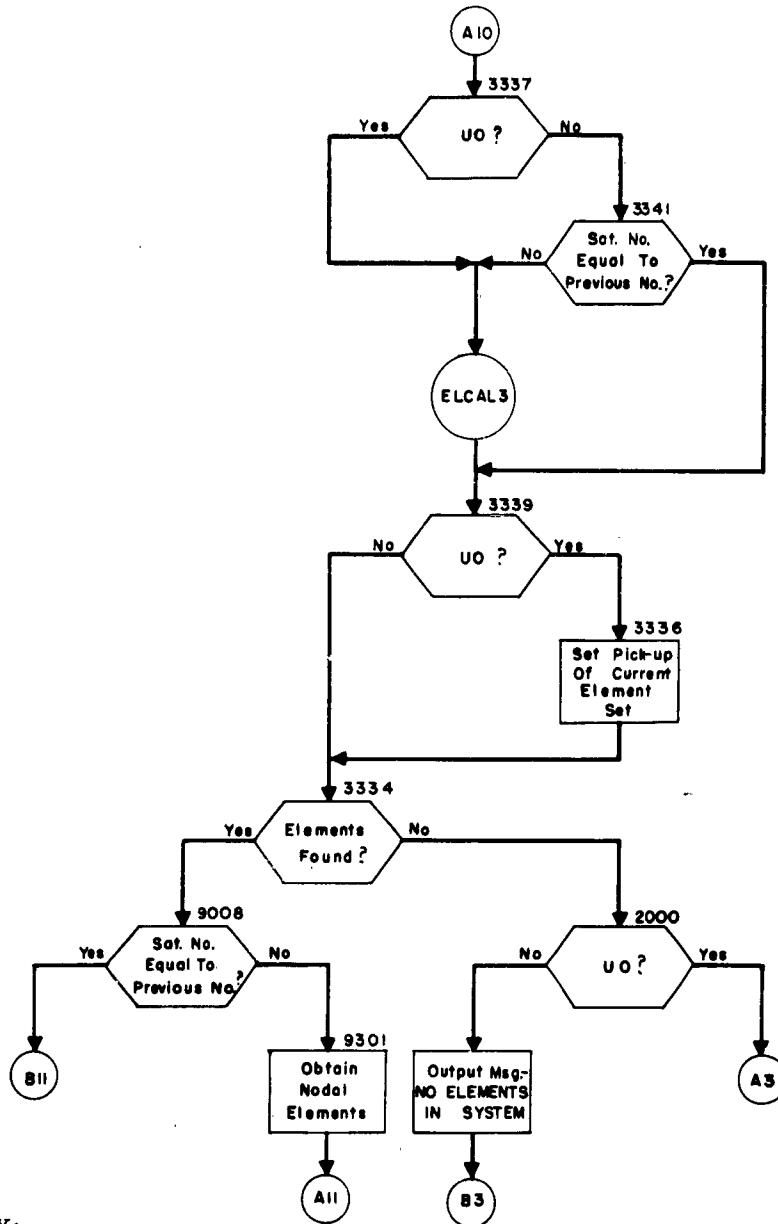 A10
3337
Yes
UO?
No
3341
Sat. No.
Equal To
Previous No.?
No
Yes
ELCAL3
3339
No
UO?
Yes
3336
Set Pick-up
Of Current
Element
Set
3334
Yes
Elements
Found?
No
9008
Yes
Sat. No.
Equal To
Previous No.?
No
2000
No
UO?
Yes
B11
9301
Obtain
Nodal
Elements
Output Msg.-
NO ELEMENTS
IN SYSTEM
A3
A11
B3